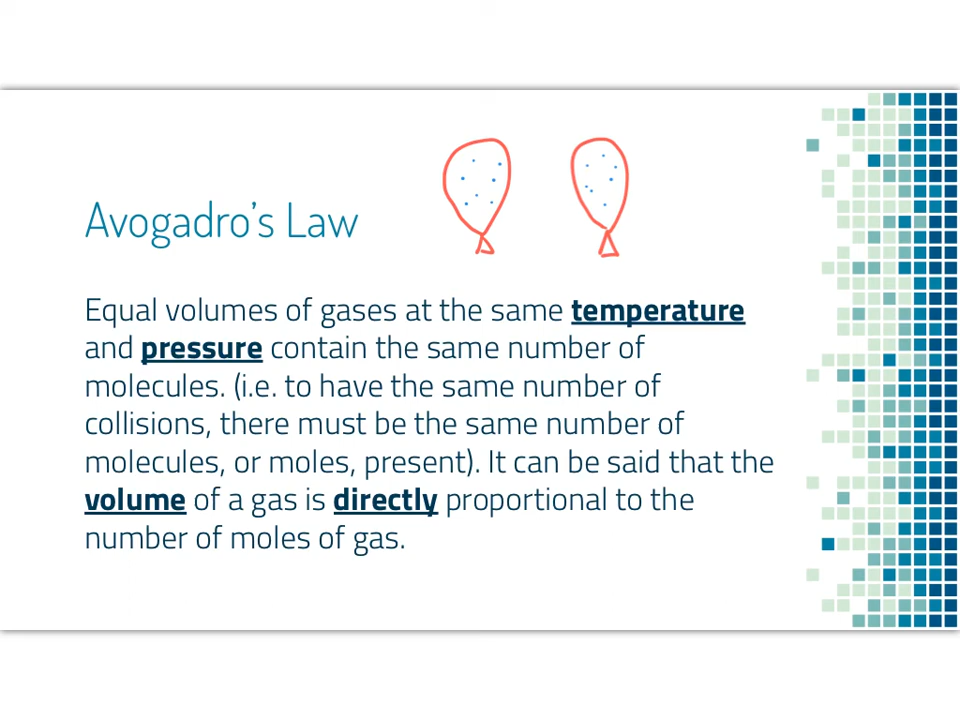 Avogadro's Law
Equal volumes of gases at the same temperature
and pressure contain the same number of
molecules. (i.e. to have the same number of
collisions, there must be the same number of
molecules, or moles, present). It can be said that the
volume of a gas is directly proportional to the
number of moles of gas.